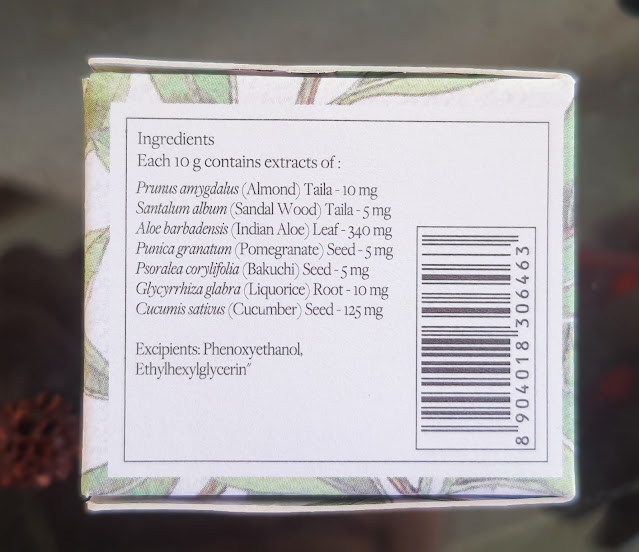 Ingredients
Each 10 g contains extracts of :
Prunus amygdalus (Almond) Taila - 10 mg
Santalum album (Sandal Wood) Taila - 5 mg
Aloe barbadensis (Indian Aloe) Leaf - 340 mg
Punica granatum (Pomegranate) Seed - 5 mg
Psoralea corylifolia (Bakuchi) Seed - 5 mg
Glycyrrhiza glabra (Liquorice) Root - 10 mg
Cucumis sativus (Cucumber) Seed - 125 mg
Excipients: Phenoxyethanol,
Ethylhexylglycerin"
8 904018 306463